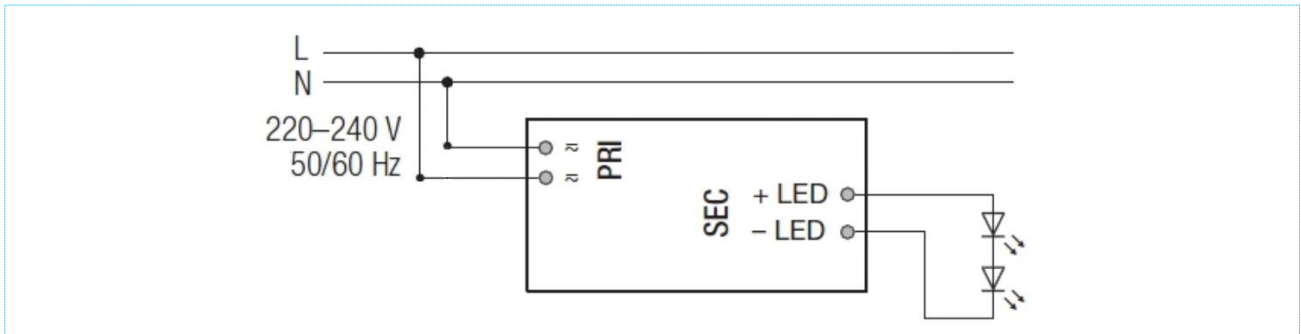 L
N
220–240 V
50/60 Hz
≂ PRI
≂
SEC
+ LED
– LED